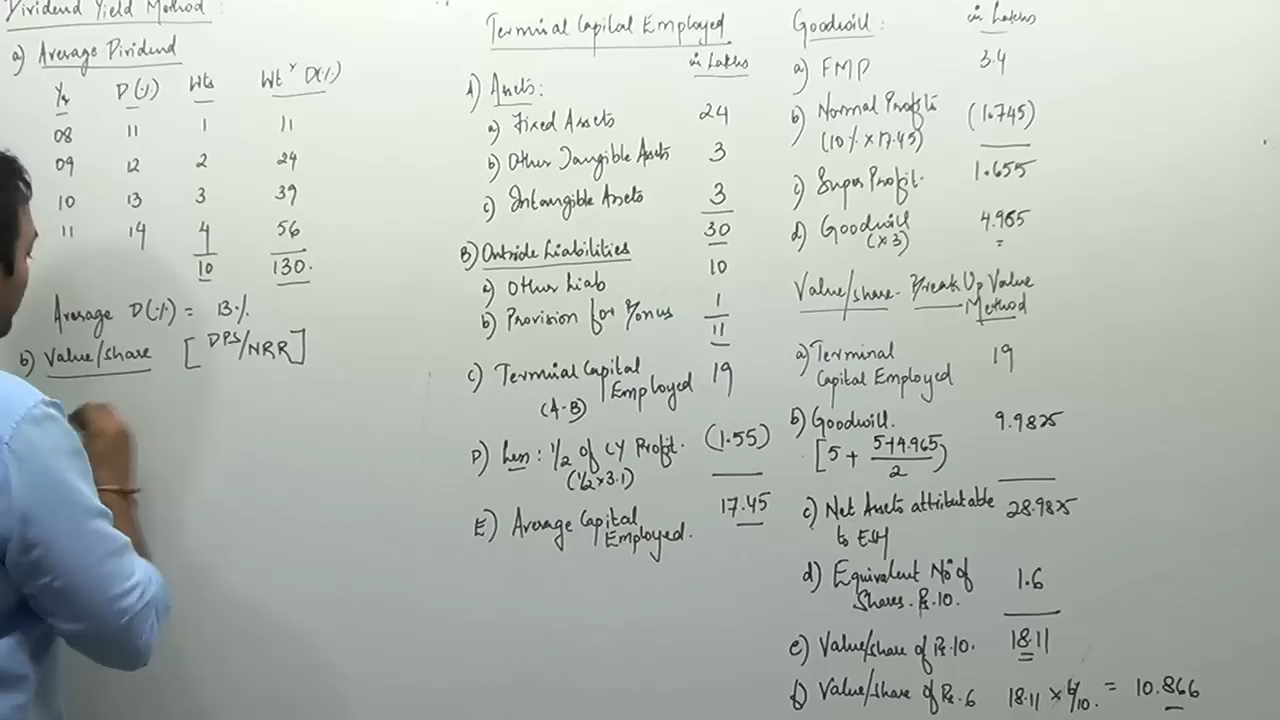 Dividend Yield Method :
a) Average Dividend
Yr D(%) Wts Wt × D(%)
08 11 1 11
09 12 2 24
10 13 3 39
11 14 4 56
10 130.
Average D(%) = 13%
b) Value/share [DPS/NRR]
Terminal Capital Employed
in Lakhs
A) Assets:
a) Fixed Assets 24
b) Other Tangible Assets 3
c) Intangible Assets 3
30
B) Outside Liabilities
a) Other Liab 10
b) Provision for Bonus 1
11
C) Terminal Capital Employed 19
(A-B)
D) Less: 1/2 of CY Profit. (1.55)
(1/2 × 3.1)
E) Average Capital Employed. 17.45
Goodwill : in Lakhs
a) FMP 3.4
b) Normal Profits (1.745)
(10% × 17.45)
c) Super Profit. 1.655
d) Goodwill 4.965
(×3)
Value/share - Break Up Value
Method
a) Terminal 19
Capital Employed
b) Goodwill. 9.9825
[5 + 5+4.965/2]
c) Net Assets attributable 28.9825
to ESH
d) Equivalent No of 1.6
Shares. Rs.10.
e) Value/share of Rs.10. 18.11
f) Value/share of Rs.6 18.11 × 6/10. = 10.866